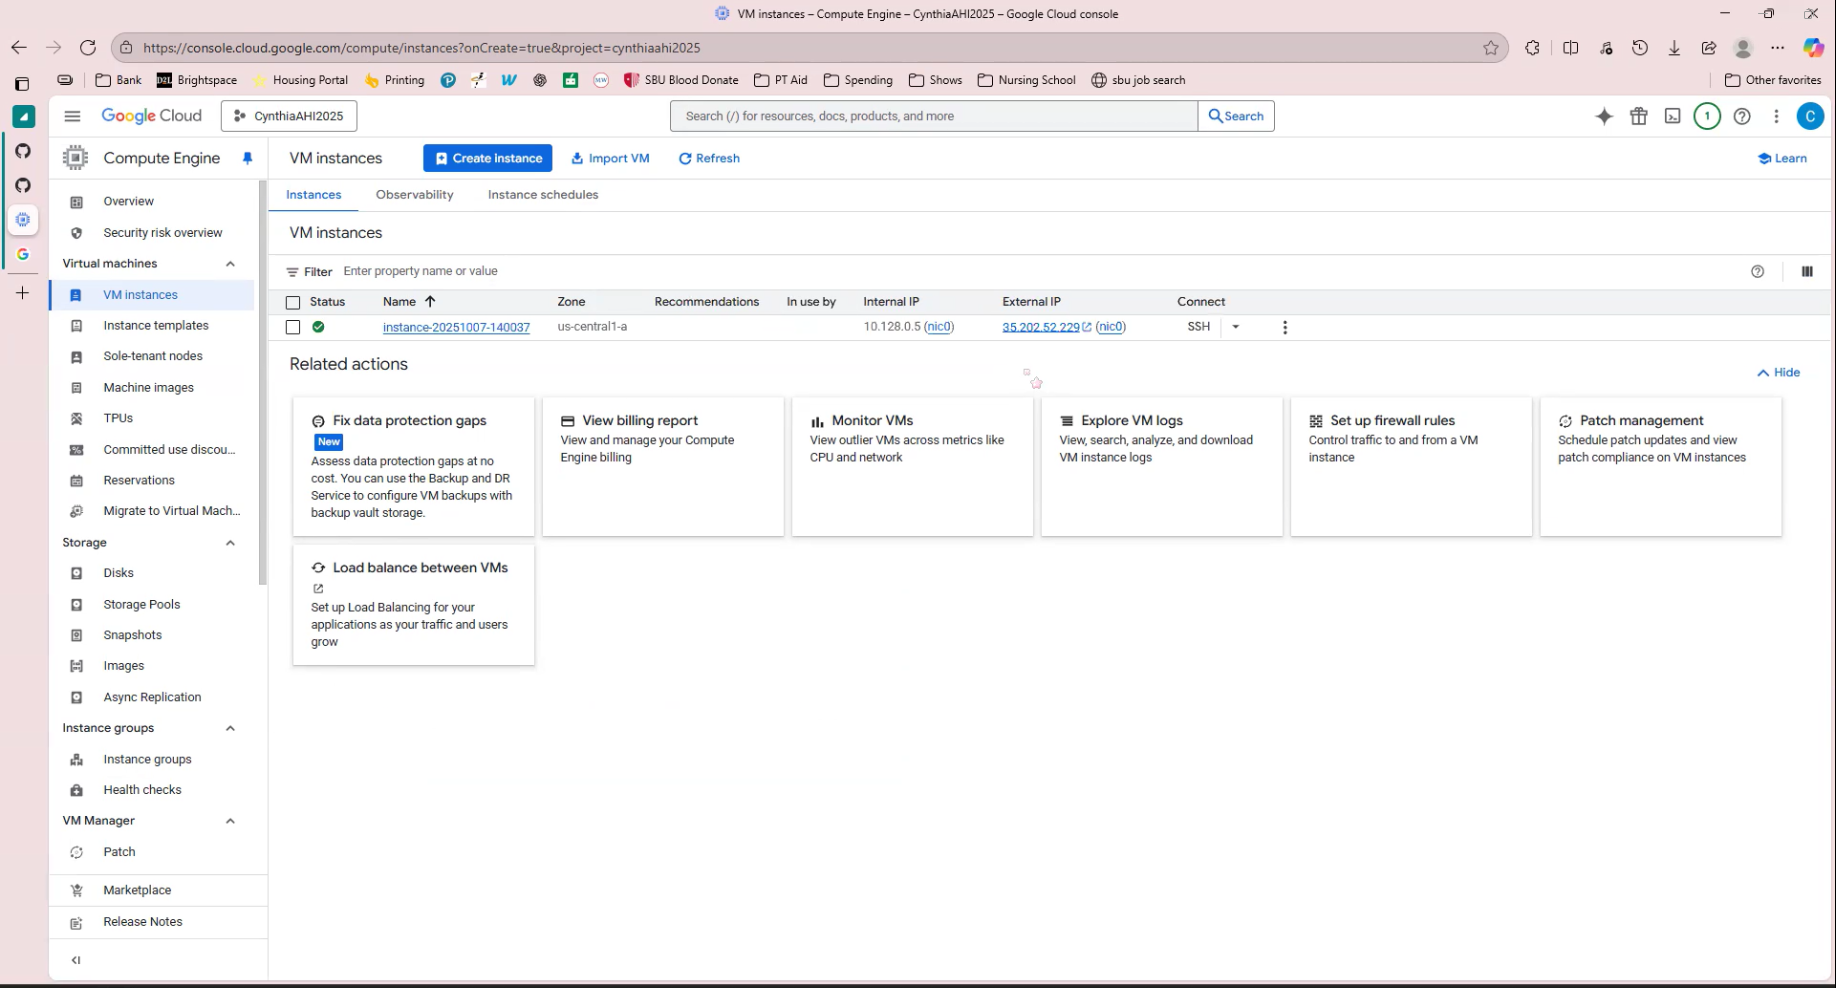 VM instances – Compute Engine – CynthiaAHI2025 – Google Cloud console
https://console.cloud.google.com/compute/instances?onCreate=true&project=cynthiaahi2025
Bank D2L Brightspace Housing Portal Printing MW SBU Blood Donate PT Aid Spending Shows Nursing School sbu job search Other favorites
Google Cloud CynthiaAHI2025 Search (/) for resources, docs, products, and more Search 1 C
Compute Engine VM instances Create instance Import VM Refresh Learn
Instances Observability Instance schedules
Overview
Security risk overview
Virtual machines
VM instances
Instance templates
Sole-tenant nodes
Machine images
TPUs
Committed use discou...
Reservations
Migrate to Virtual Mach...
Storage
Disks
Storage Pools
Snapshots
Images
Async Replication
Instance groups
Instance groups
Health checks
VM Manager
Patch
Marketplace
Release Notes
VM instances
Filter Enter property name or value
Status Name Zone Recommendations In use by Internal IP External IP Connect
instance-20251007-140037 us-central1-a 10.128.0.5 (nic0) 35.202.52.229 (nic0) SSH
Related actions
Hide
Fix data protection gaps
New
Assess data protection gaps at no
cost. You can use the Backup and DR
Service to configure VM backups with
backup vault storage.
View billing report
View and manage your Compute
Engine billing
Monitor VMs
View outlier VMs across metrics like
CPU and network
Explore VM logs
View, search, analyze, and download
VM instance logs
Set up firewall rules
Control traffic to and from a VM
instance
Patch management
Schedule patch updates and view
patch compliance on VM instances
Load balance between VMs
Set up Load Balancing for your
applications as your traffic and users
grow